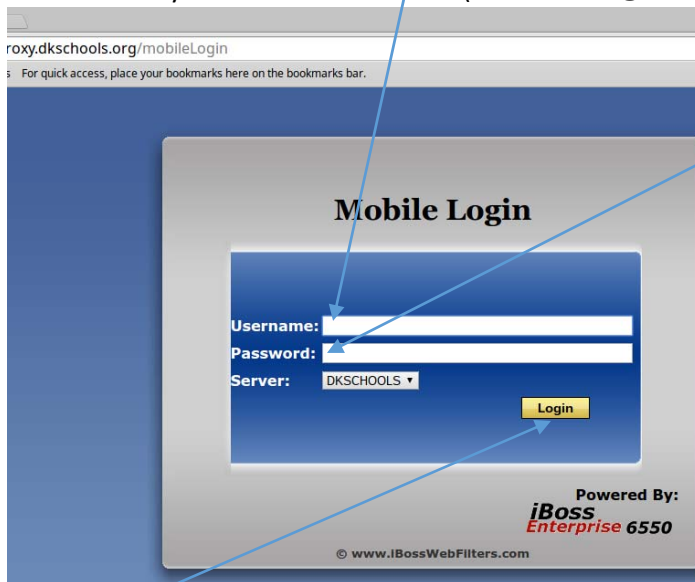 roxy.dkschools.org/mobileLogin
For quick access, place your bookmarks here on the bookmarks bar.
Mobile Login
Username:
Password:
Server: DKSCHOOLS
Login
Powered By:
iBoss
Enterprise 6550
© www.iBossWebFilters.com